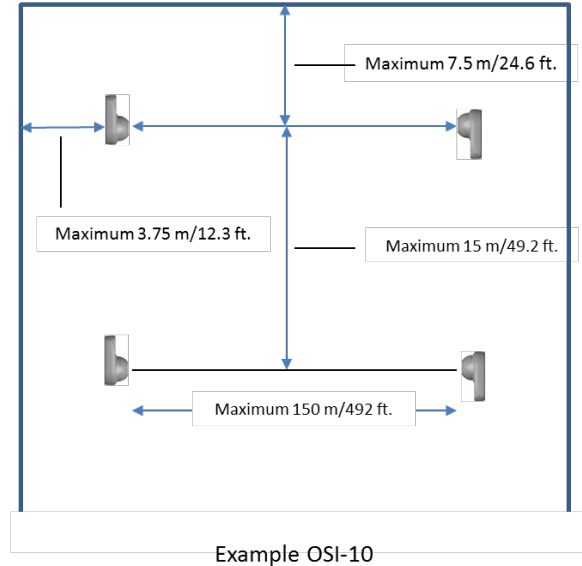 Maximum 7.5 m/24.6 ft.
Maximum 3.75 m/12.3 ft.
Maximum 15 m/49.2 ft.
Maximum 150 m/492 ft.
Example OSI-10